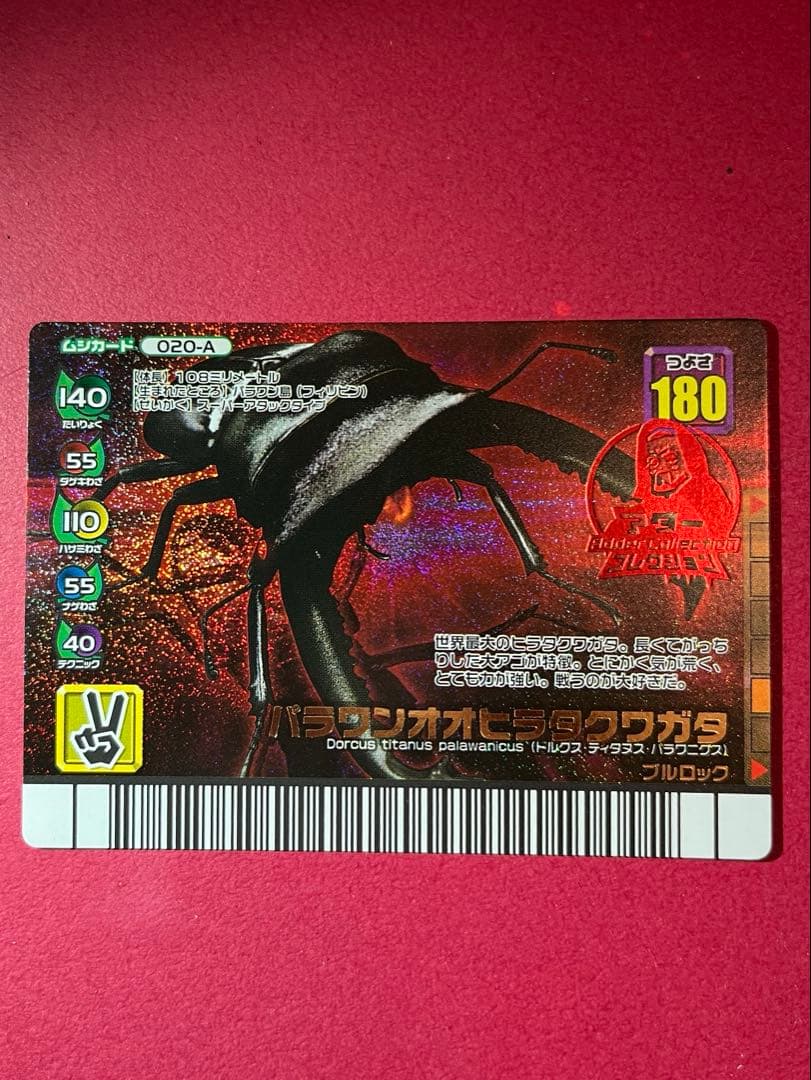 ムシカード 020-A
【体長】108ミリメートル
【生まれたところ】パラワン島（フィリピン）
【せいかく】スーパーアタックタイプ
つよさ
180
140
たいりょく
55
ダゲキわざ
110
ハサミわざ
55
ナゲわざ
40
テクニック
アダー
Adder Collection
コレクション
世界最大のヒラタクワガタ。長くてがっち
りした大アゴが特徴。とにかく気が荒く、
とても力が強い。戦うのが大好きだ。
パラワンオオヒラタクワガタ
Dorcus titanus palawanicus（ドルクス・ティタヌス・パラワニクス）
ブルロック